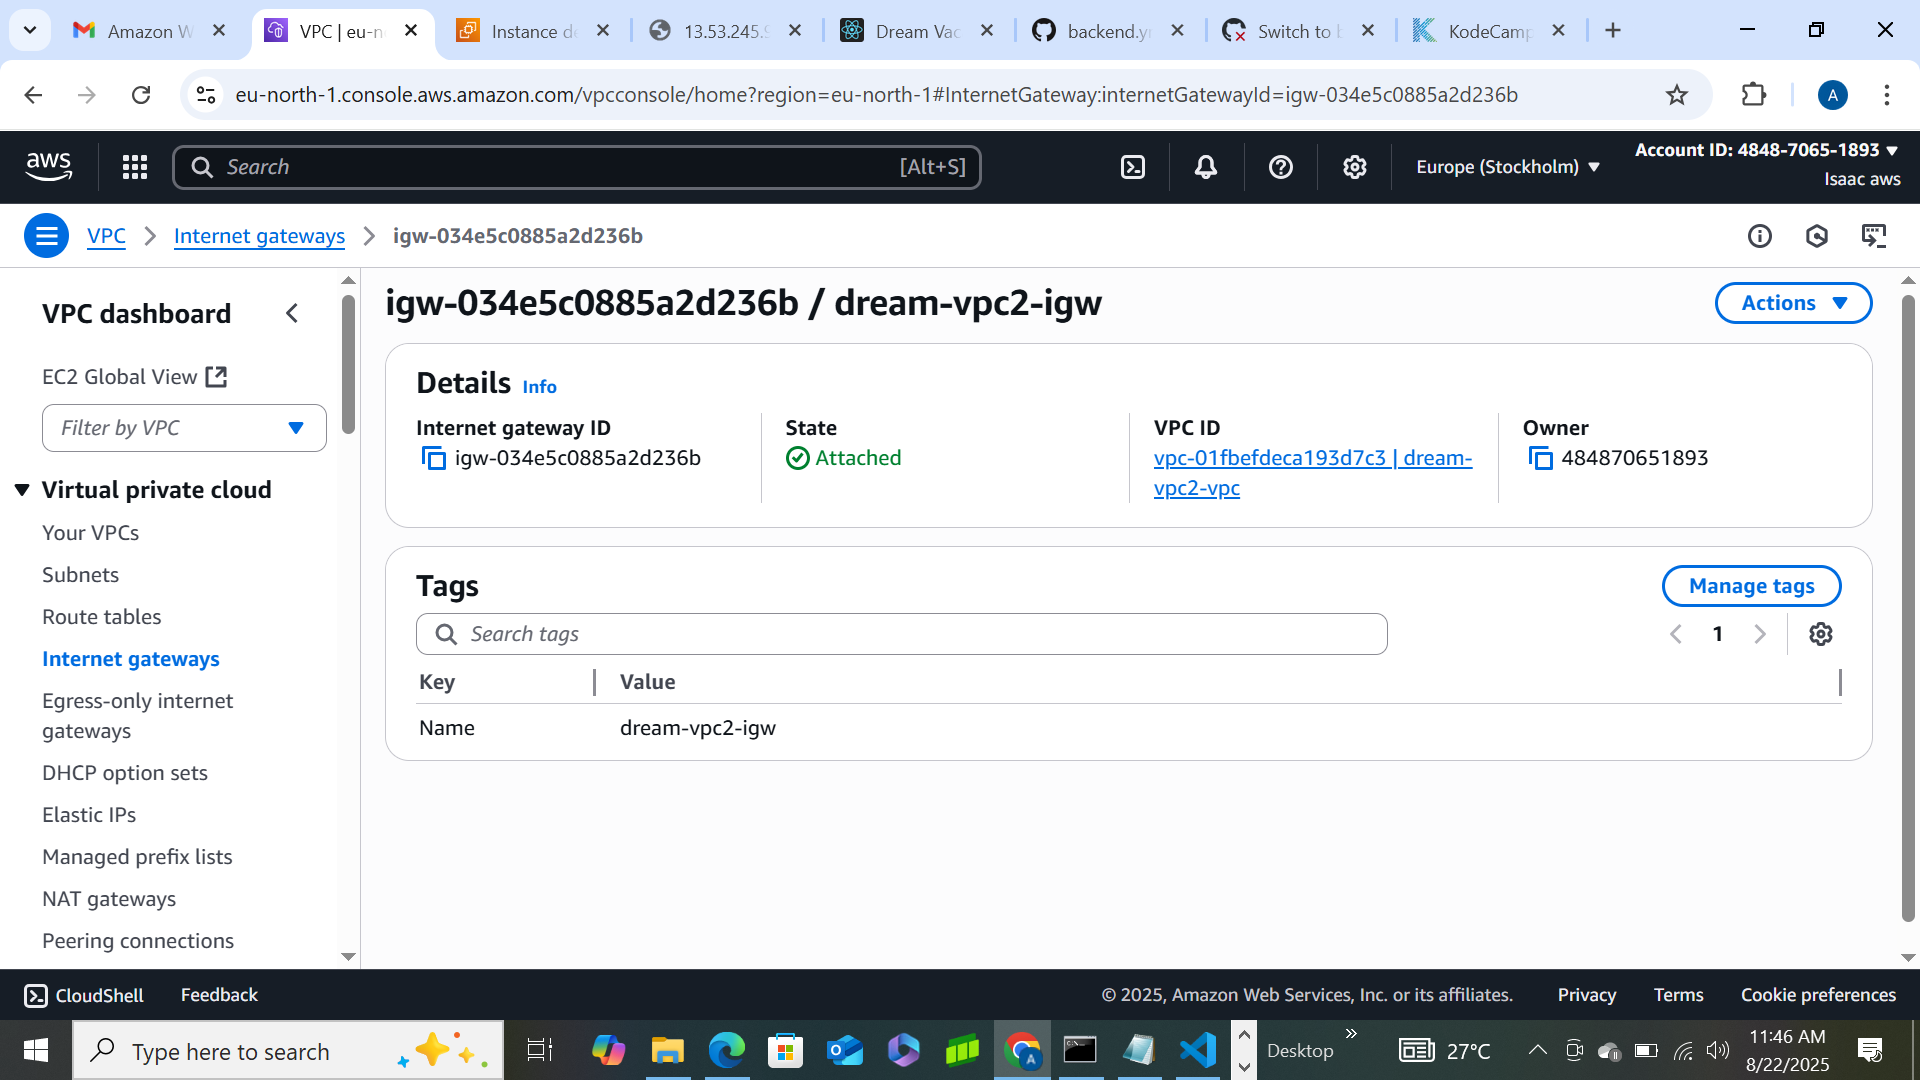 Amazon W
VPC | eu-n
Instance de
13.53.245.9
Dream Vac
backend.y
Switch to b
KodeCamp
eu-north-1.console.aws.amazon.com/vpcconsole/home?region=eu-north-1#InternetGateway:internetGatewayId=igw-034e5c0885a2d236b
A
aws
Search
[Alt+S]
Europe (Stockholm)
Account ID: 4848-7065-1893
Isaac aws
VPC
Internet gateways
igw-034e5c0885a2d236b
VPC dashboard
EC2 Global View
Filter by VPC
Virtual private cloud
Your VPCs
Subnets
Route tables
Internet gateways
Egress-only internet
gateways
DHCP option sets
Elastic IPs
Managed prefix lists
NAT gateways
Peering connections
igw-034e5c0885a2d236b / dream-vpc2-igw
Actions
Details Info
Internet gateway ID
igw-034e5c0885a2d236b
State
Attached
VPC ID
vpc-01fbefdeca193d7c3 | dream-
vpc2-vpc
Owner
484870651893
Tags
Manage tags
Search tags
1
Key
Value
Name
dream-vpc2-igw
CloudShell
Feedback
© 2025, Amazon Web Services, Inc. or its affiliates.
Privacy
Terms
Cookie preferences
Type here to search
Desktop
27°C
11:46 AM
8/22/2025